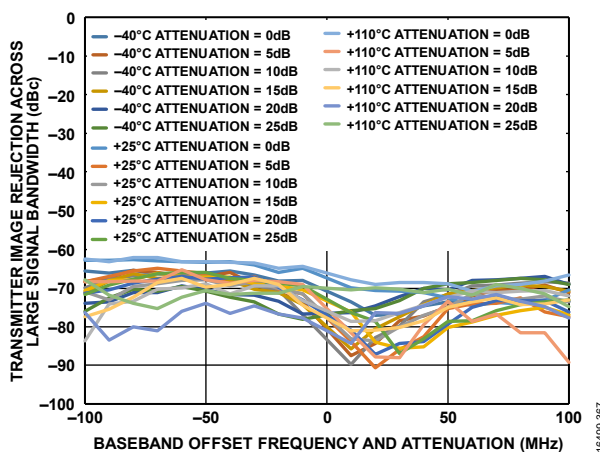 TRANSMITTER IMAGE REJECTION ACROSS
LARGE SIGNAL BANDWIDTH (dBc)
0
–10
–20
–30
–40
–50
–60
–70
–80
–90
–100
–40°C ATTENUATION = 0dB
–40°C ATTENUATION = 5dB
–40°C ATTENUATION = 10dB
–40°C ATTENUATION = 15dB
–40°C ATTENUATION = 20dB
–40°C ATTENUATION = 25dB
+25°C ATTENUATION = 0dB
+25°C ATTENUATION = 5dB
+25°C ATTENUATION = 10dB
+25°C ATTENUATION = 15dB
+25°C ATTENUATION = 20dB
+25°C ATTENUATION = 25dB
+110°C ATTENUATION = 0dB
+110°C ATTENUATION = 5dB
+110°C ATTENUATION = 10dB
+110°C ATTENUATION = 15dB
+110°C ATTENUATION = 20dB
+110°C ATTENUATION = 25dB
–100
–50
0
50
100
BASEBAND OFFSET FREQUENCY AND ATTENUATION (MHz)
16499-367